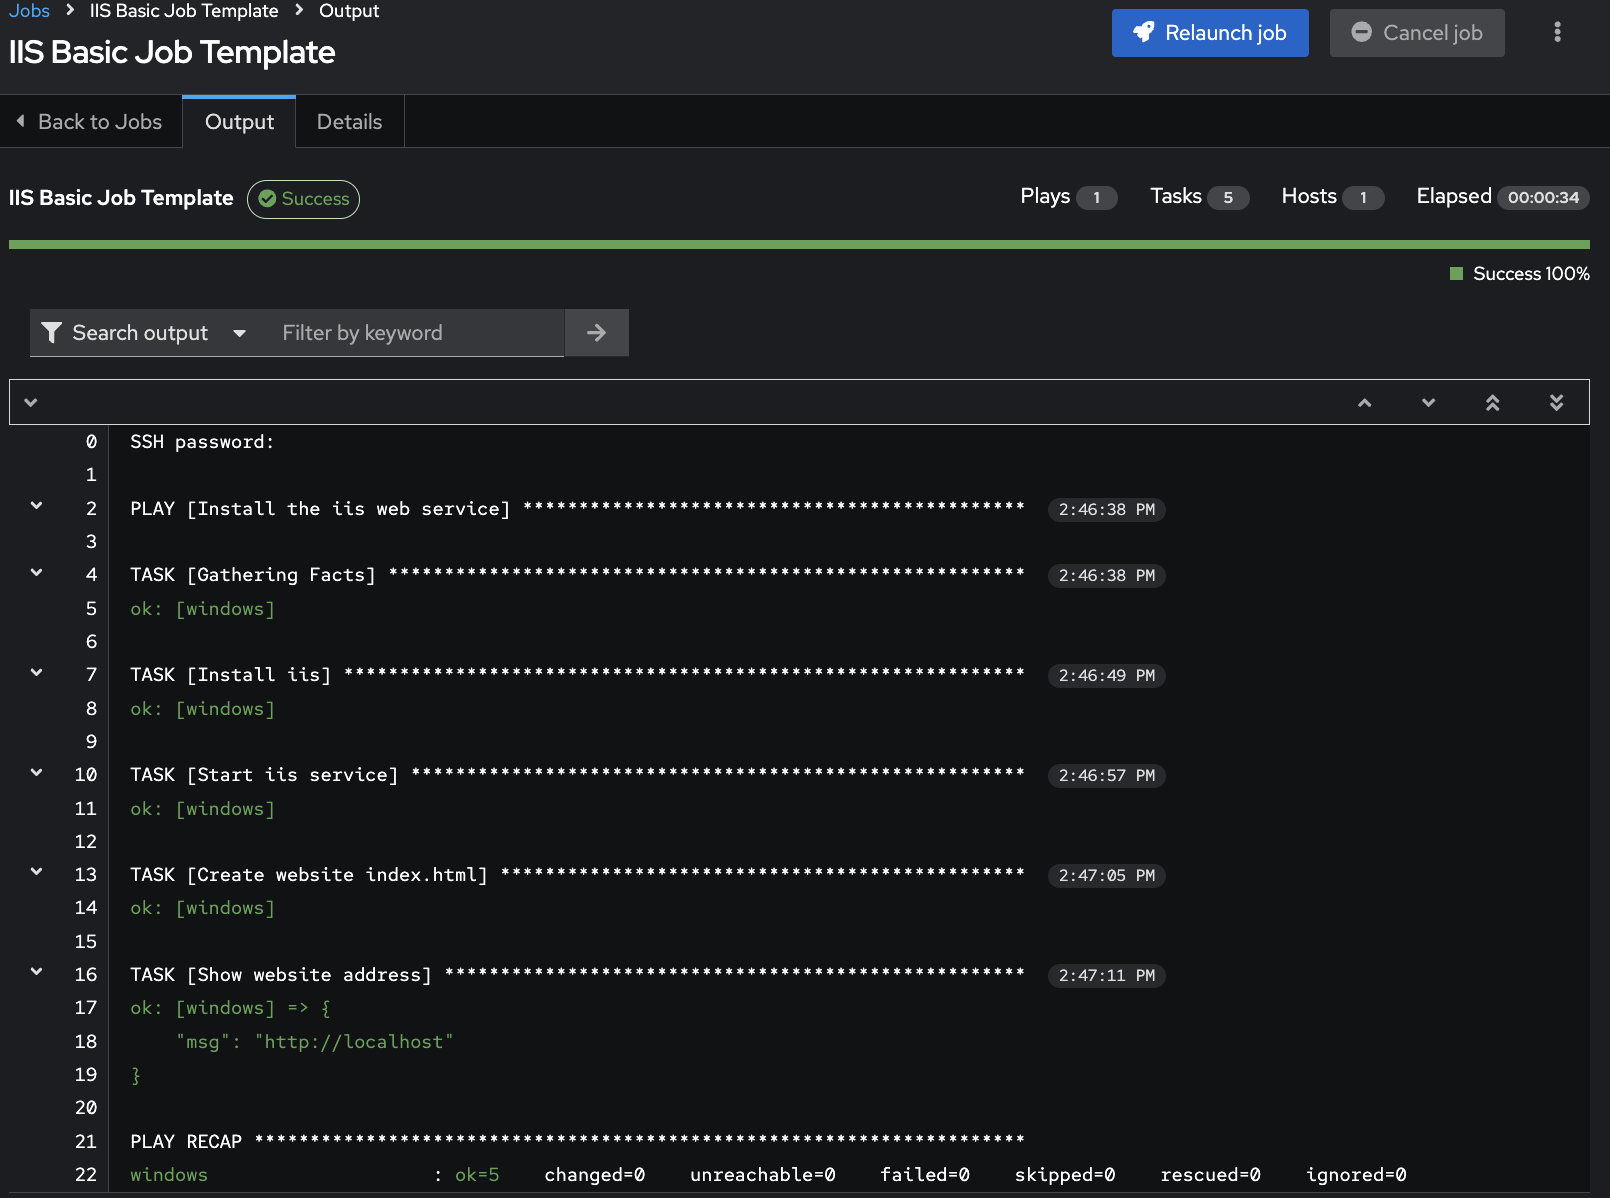 Jobs > IIS Basic Job Template > Output
IIS Basic Job Template
Relaunch job
Cancel job
Back to Jobs
Output
Details
IIS Basic Job Template
Success
Plays 1
Tasks 5
Hosts 1
Elapsed 00:00:34
Success 100%
Search output
Filter by keyword
0 SSH password:
1
2 PLAY [Install the iis web service] ********************************************* 2:46:38 PM
3
4 TASK [Gathering Facts] ********************************************************* 2:46:38 PM
5 ok: [windows]
6
7 TASK [Install iis] ************************************************************* 2:46:49 PM
8 ok: [windows]
9
10 TASK [Start iis service] ******************************************************* 2:46:57 PM
11 ok: [windows]
12
13 TASK [Create website index.html] *********************************************** 2:47:05 PM
14 ok: [windows]
15
16 TASK [Show website address] **************************************************** 2:47:11 PM
17 ok: [windows] => {
18     "msg": "http://localhost"
19 }
20
21 PLAY RECAP *********************************************************************
22 windows                    : ok=5    changed=0    unreachable=0    failed=0    skipped=0    rescued=0    ignored=0